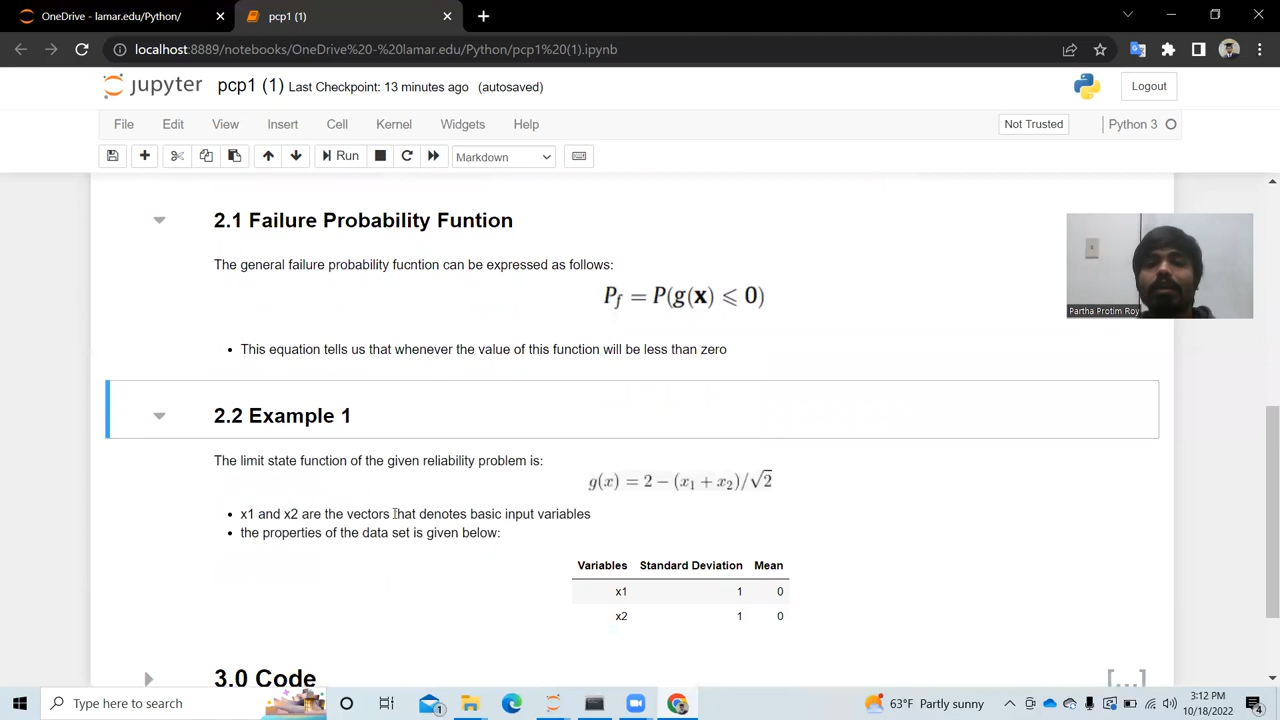 OneDrive - lamar.edu/Python/
pcp1 (1)
localhost:8889/notebooks/OneDrive%20-%20lamar.edu/Python/pcp1%20(1).ipynb
jupyter pcp1 (1) Last Checkpoint: 13 minutes ago (autosaved)
Logout
File Edit View Insert Cell Kernel Widgets Help
Not Trusted
Python 3
Run
Markdown
2.1 Failure Probability Funtion
The general failure probability fucntion can be expressed as follows:
P_f = P(g(x) ⩽ 0)
• This equation tells us that whenever the value of this function will be less than zero
Partha Protim Roy
2.2 Example 1
The limit state function of the given reliability problem is:
g(x) = 2 − (x₁ + x₂)/√2
• x1 and x2 are the vectors that denotes basic input variables
• the properties of the data set is given below:
Variables Standard Deviation Mean
x1 1 0
x2 1 0
3.0 Code
[...]
Type here to search
1
63°F Partly sunny
3:12 PM
10/18/2022
4